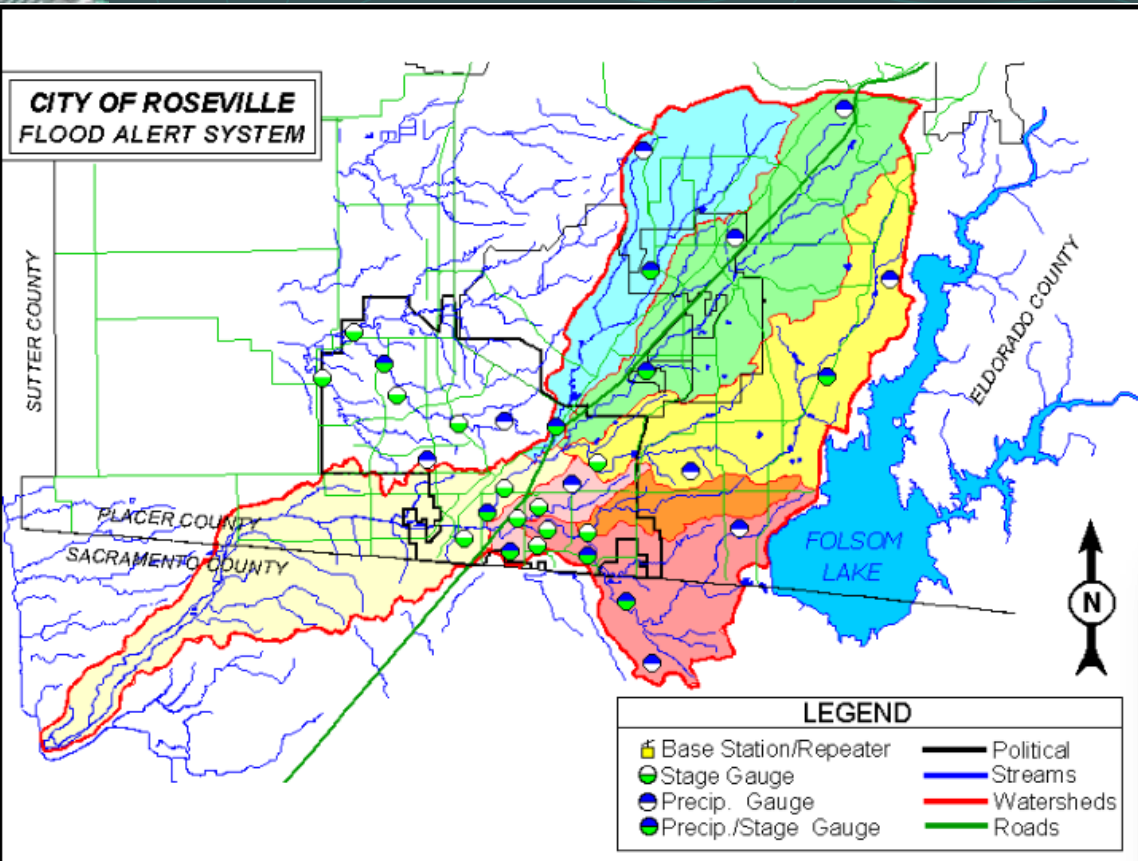 CITY OF ROSEVILLE
FLOOD ALERT SYSTEM
SUTTER COUNTY
ELDORADO COUNTY
PLACER COUNTY
SACRAMENTO COUNTY
FOLSOM
LAKE
N
LEGEND
Base Station/Repeater
Political
Stage Gauge
Streams
Precip. Gauge
Watersheds
Precip./Stage Gauge
Roads